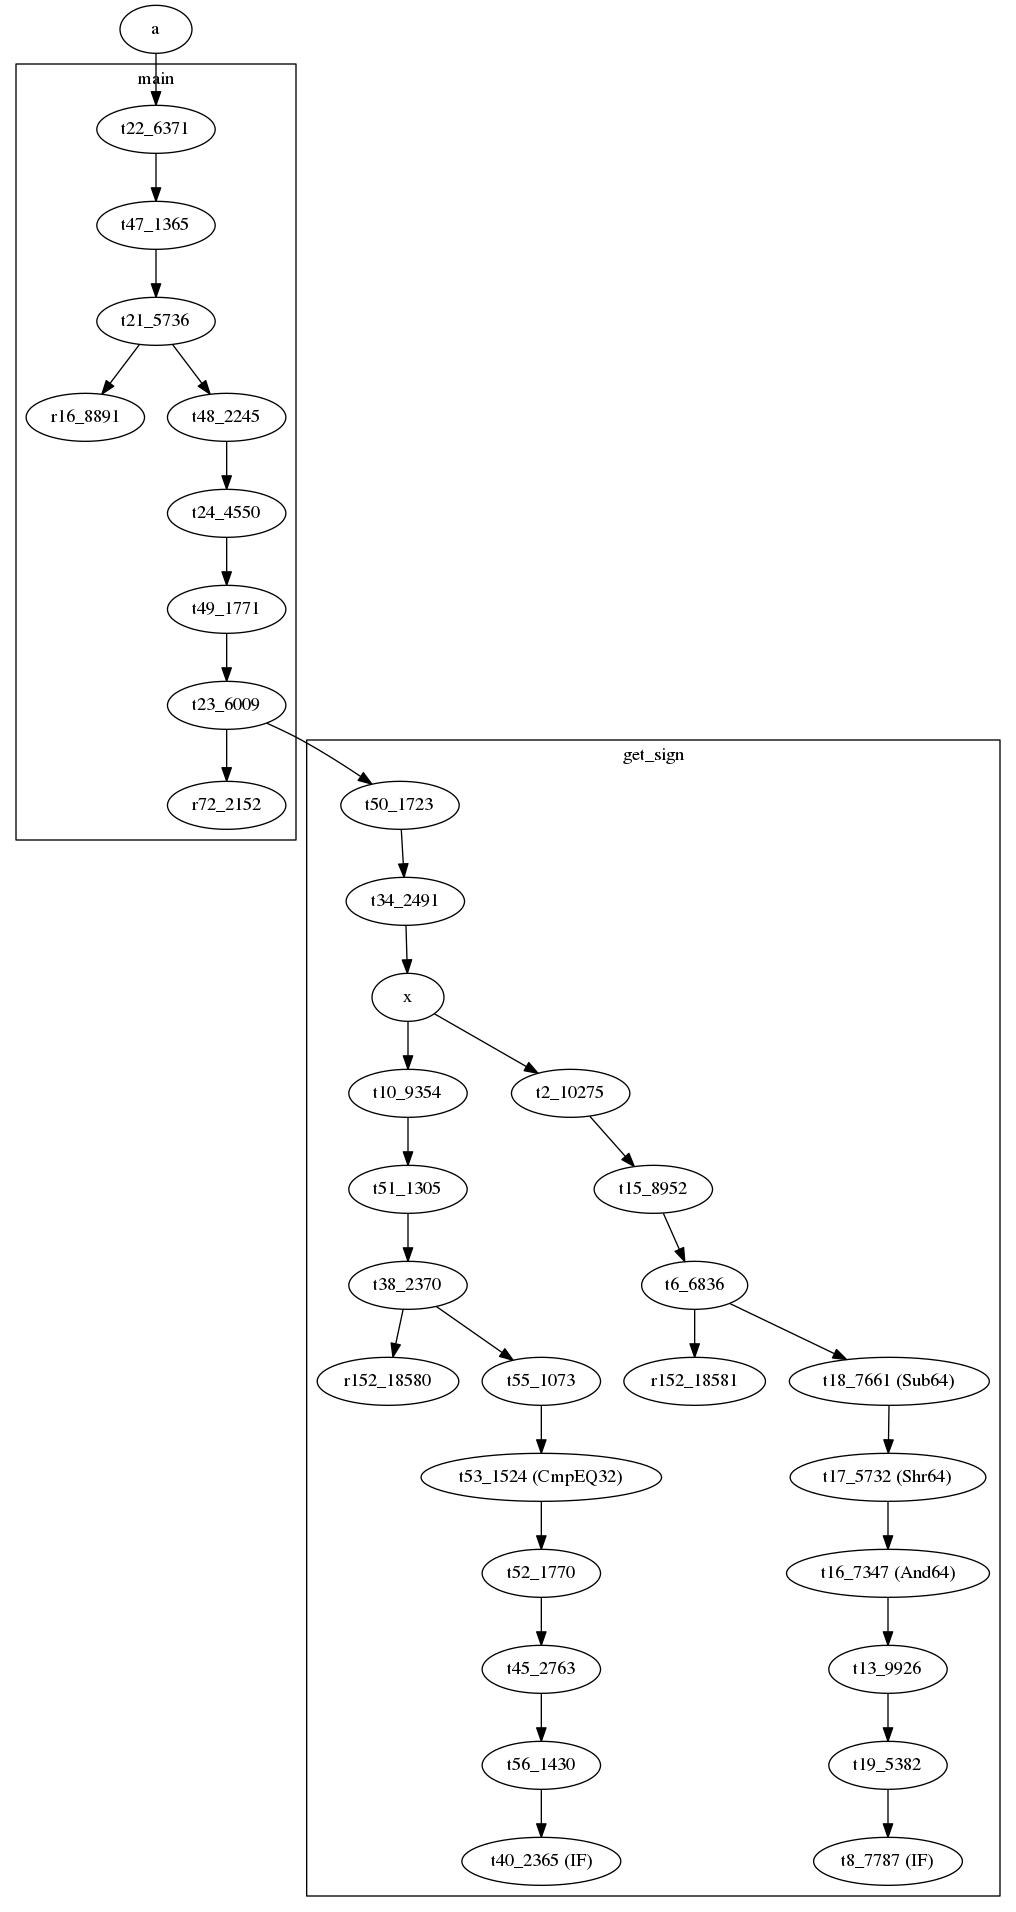 a
main
t22_6371
t47_1365
t21_5736
r16_8891
t48_2245
t24_4550
t49_1771
t23_6009
r72_2152
get_sign
t50_1723
t34_2491
x
t10_9354
t2_10275
t51_1305
t15_8952
t38_2370
t6_6836
r152_18580
t55_1073
r152_18581
t18_7661 (Sub64)
t53_1524 (CmpEQ32)
t17_5732 (Shr64)
t52_1770
t16_7347 (And64)
t45_2763
t13_9926
t56_1430
t19_5382
t40_2365 (IF)
t8_7787 (IF)